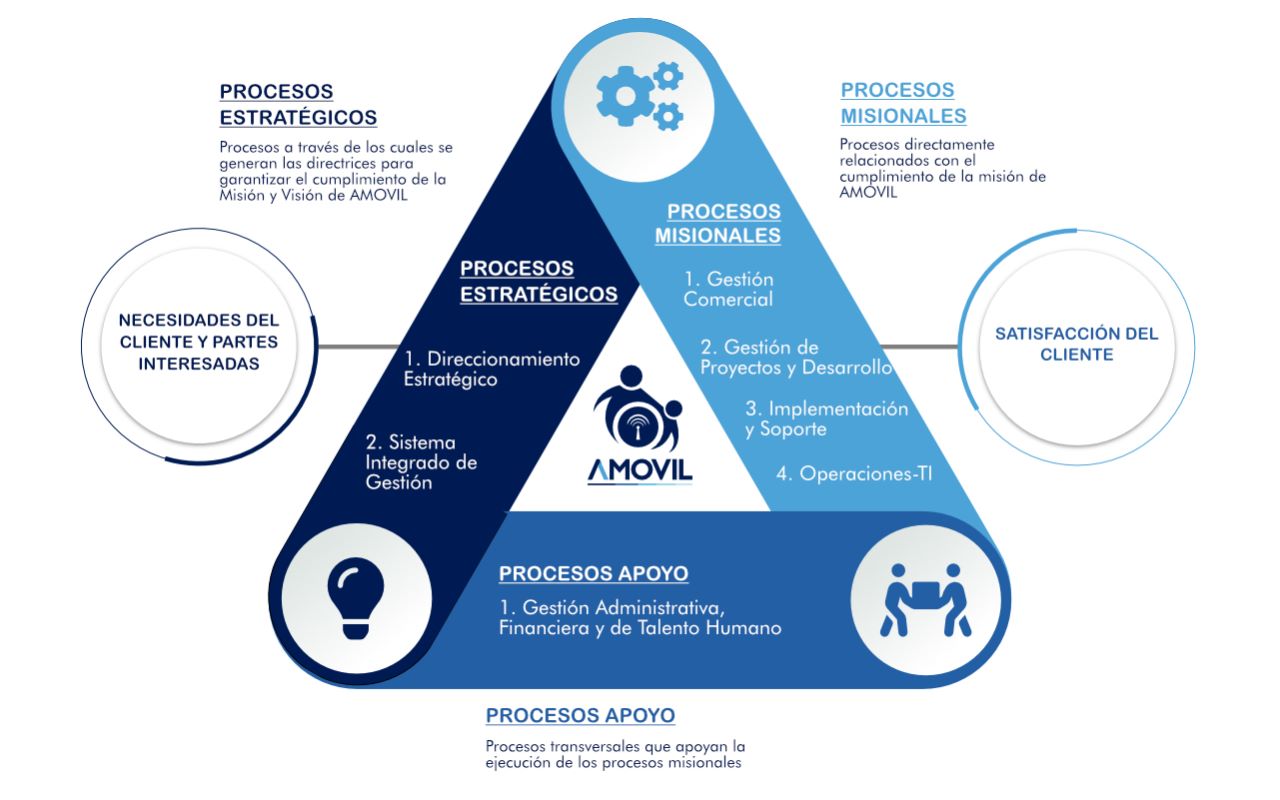 PROCESOS
ESTRATÉGICOS
Procesos a través de los cuales se
generan las directrices para
garantizar el cumplimiento de la
Misión y Visión de AMOVIL
PROCESOS
MISIONALES
Procesos directamente
relacionados con el
cumplimiento de la misión de
AMOVIL
NECESIDADES DEL
CLIENTE Y PARTES
INTERESADAS
PROCESOS
ESTRATÉGICOS
1. Direccionamiento
Estratégico
2. Sistema
Integrado de
Gestión
PROCESOS
MISIONALES
1. Gestión
Comercial
2. Gestión de
Proyectos y Desarrollo
3. Implementación
y Soporte
4. Operaciones-TI
AMOVIL
SATISFACCIÓN DEL
CLIENTE
PROCESOS APOYO
1. Gestión Administrativa,
Financiera y de Talento Humano
PROCESOS APOYO
Procesos transversales que apoyan la
ejecución de los procesos misionales